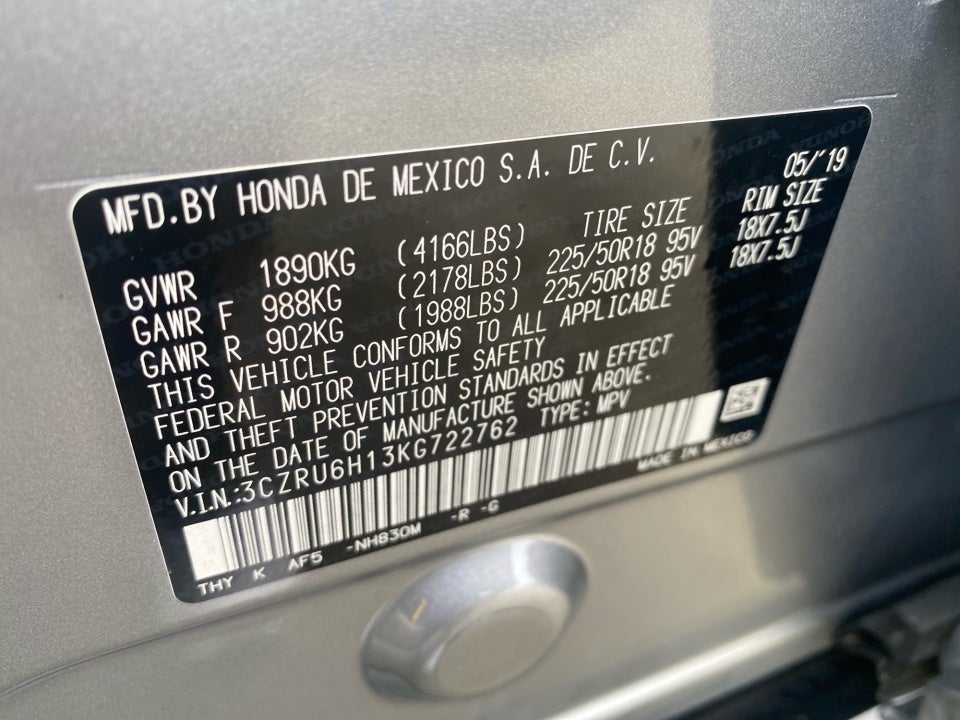 MFD.BY HONDA DE MEXICO S.A. DE C.V. 05/'19
TIRE SIZE RIM SIZE
GVWR 1890KG (4166LBS)
GAWR F 988KG (2178LBS) 225/50R18 95V 18X7.5J
GAWR R 902KG (1988LBS) 225/50R18 95V 18X7.5J
THIS VEHICLE CONFORMS TO ALL APPLICABLE
FEDERAL MOTOR VEHICLE SAFETY
AND THEFT PREVENTION STANDARDS IN EFFECT
ON THE DATE OF MANUFACTURE SHOWN ABOVE.
V.I.N.:3CZRU6H13KG722762 TYPE: MPV
THY K AF5 -NH830M -R -G MADE IN MEXICO